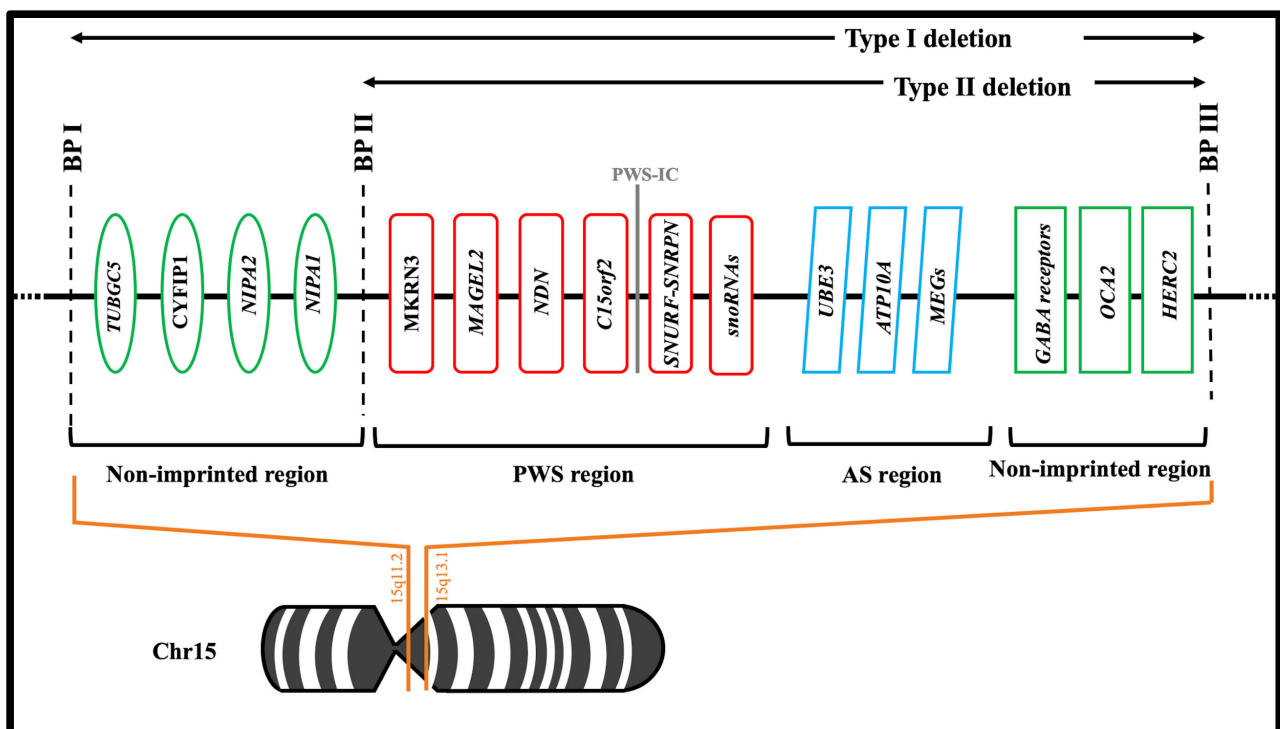 Type I deletion
Type II deletion
BP I
BP II
BP III
PWS-IC
TUBGC5
CYFIP1
NIPA2
NIPA1
MKRN3
MAGEL2
NDN
C15orf2
SNURF-SNRPN
snoRNAs
UBE3
ATP10A
MEGs
GABA receptors
OCA2
HERC2
Non-imprinted region
PWS region
AS region
Non-imprinted region
15q11.2
15q13.1
Chr15